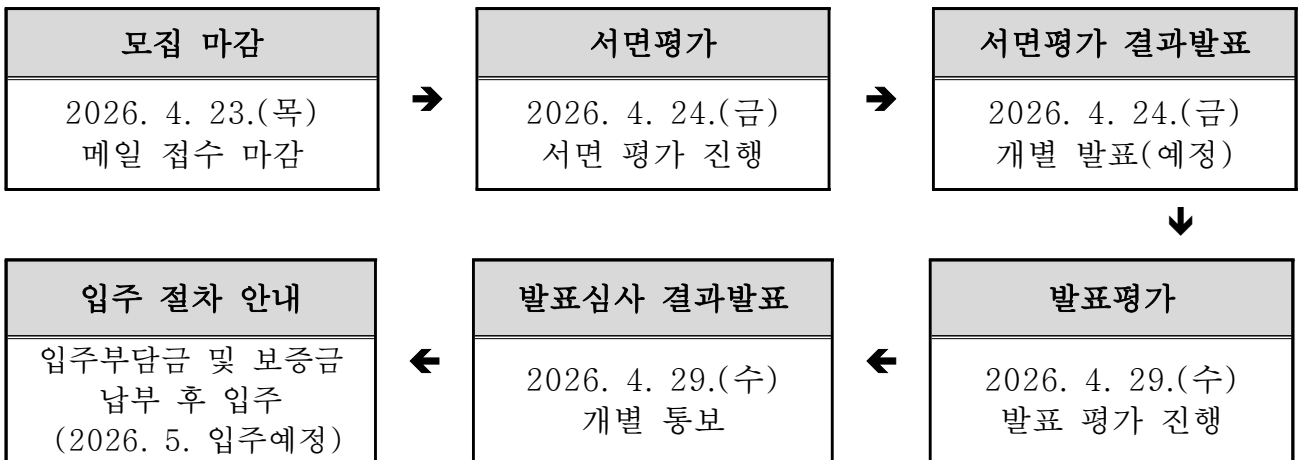 모집 마감
2026. 4. 23.(목)
메일 접수 마감
➔
서면평가
2026. 4. 24.(금)
서면 평가 진행
➔
서면평가 결과발표
2026. 4. 24.(금)
개별 발표(예정)
🡻
발표평가
2026. 4. 29.(수)
발표 평가 진행
🡸
발표심사 결과발표
2026. 4. 29.(수)
개별 통보
🡸
입주 절차 안내
입주부담금 및 보증금
납부 후 입주
(2026. 5. 입주예정)